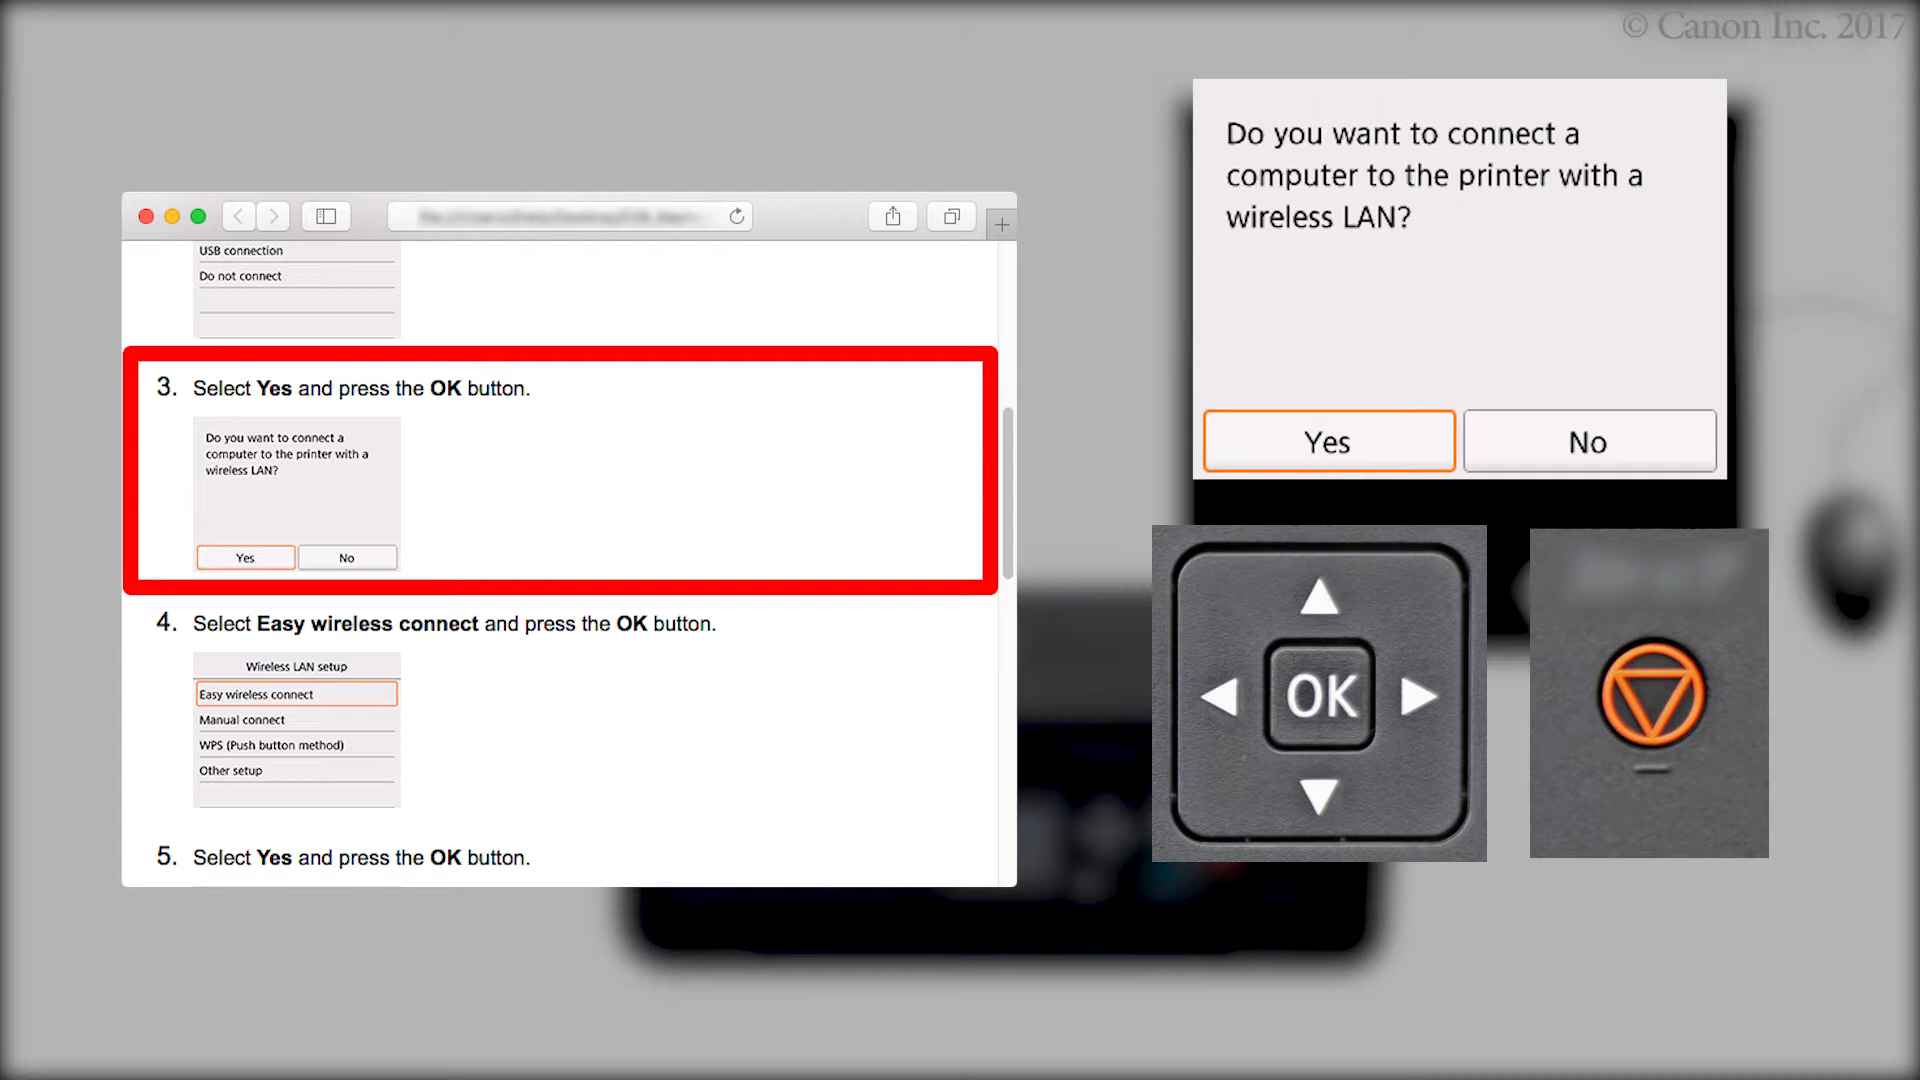 © Canon Inc. 2017
USB connection
Do not connect
3. Select Yes and press the OK button.
Do you want to connect a
computer to the printer with a
wireless LAN?
Yes No
4. Select Easy wireless connect and press the OK button.
Wireless LAN setup
Easy wireless connect
Manual connect
WPS (Push button method)
Other setup
5. Select Yes and press the OK button.
Do you want to connect a
computer to the printer with a
wireless LAN?
Yes No
OK